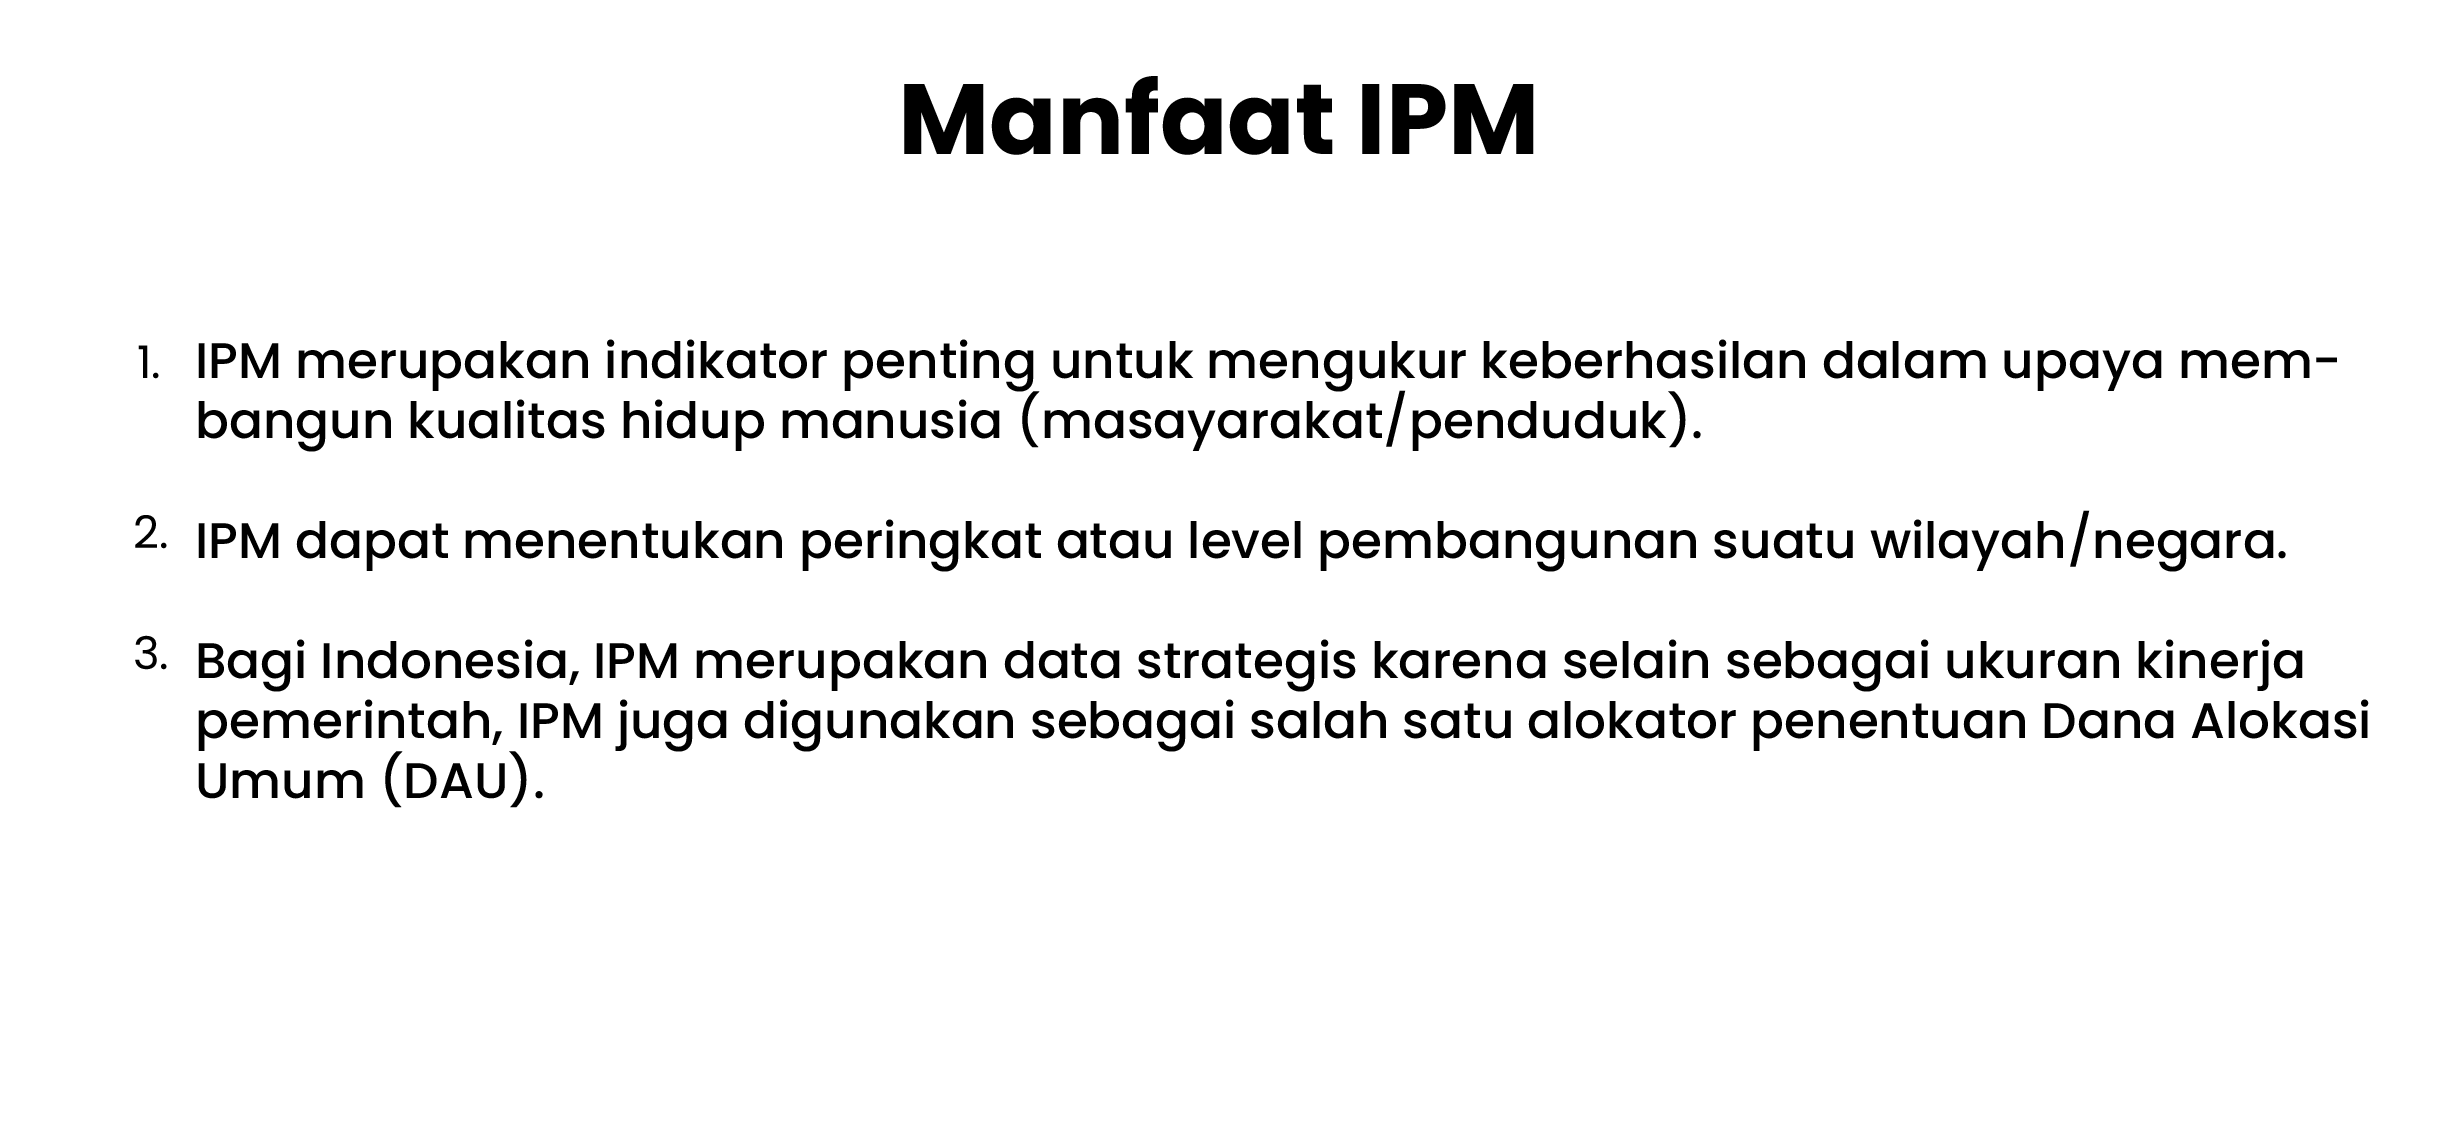 Manfaat IPM
1. IPM merupakan indikator penting untuk mengukur keberhasilan dalam upaya mem-
bangun kualitas hidup manusia (masayarakat/penduduk).
2. IPM dapat menentukan peringkat atau level pembangunan suatu wilayah/negara.
3. Bagi Indonesia, IPM merupakan data strategis karena selain sebagai ukuran kinerja
pemerintah, IPM juga digunakan sebagai salah satu alokator penentuan Dana Alokasi
Umum (DAU).